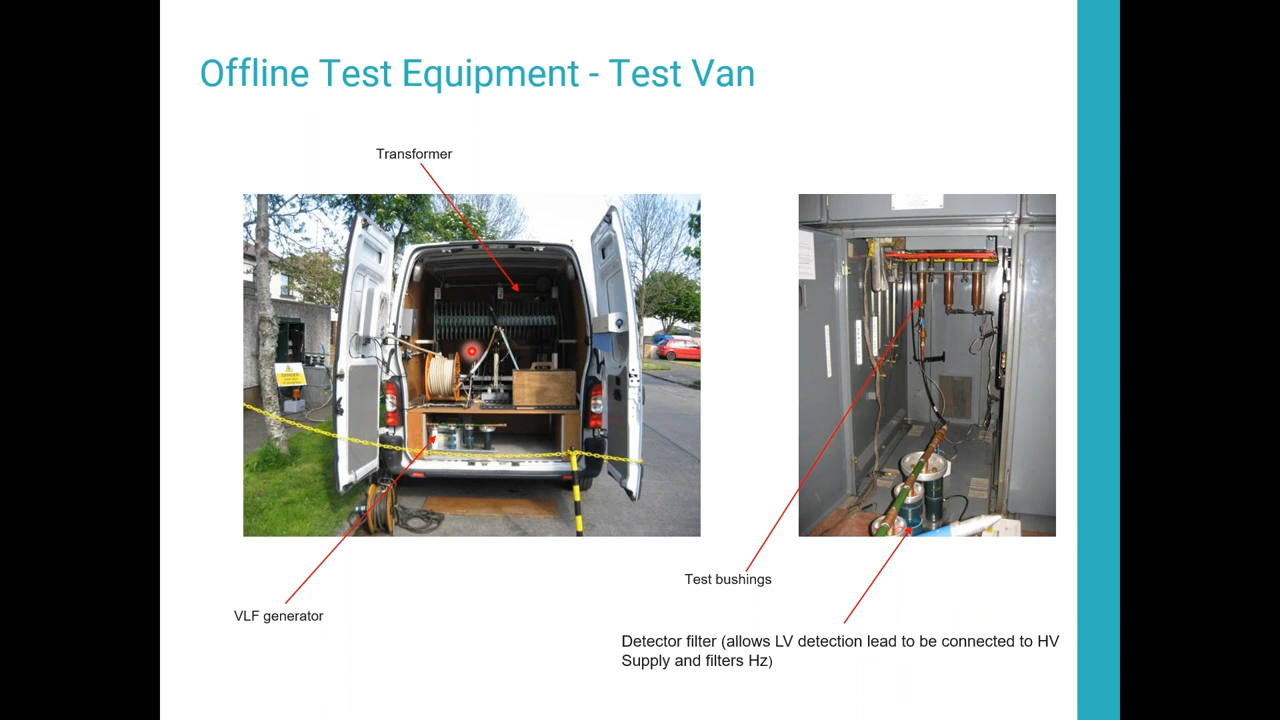 Offline Test Equipment - Test Van
Transformer
Test bushings
VLF generator
Detector filter (allows LV detection lead to be connected to HV
Supply and filters Hz)